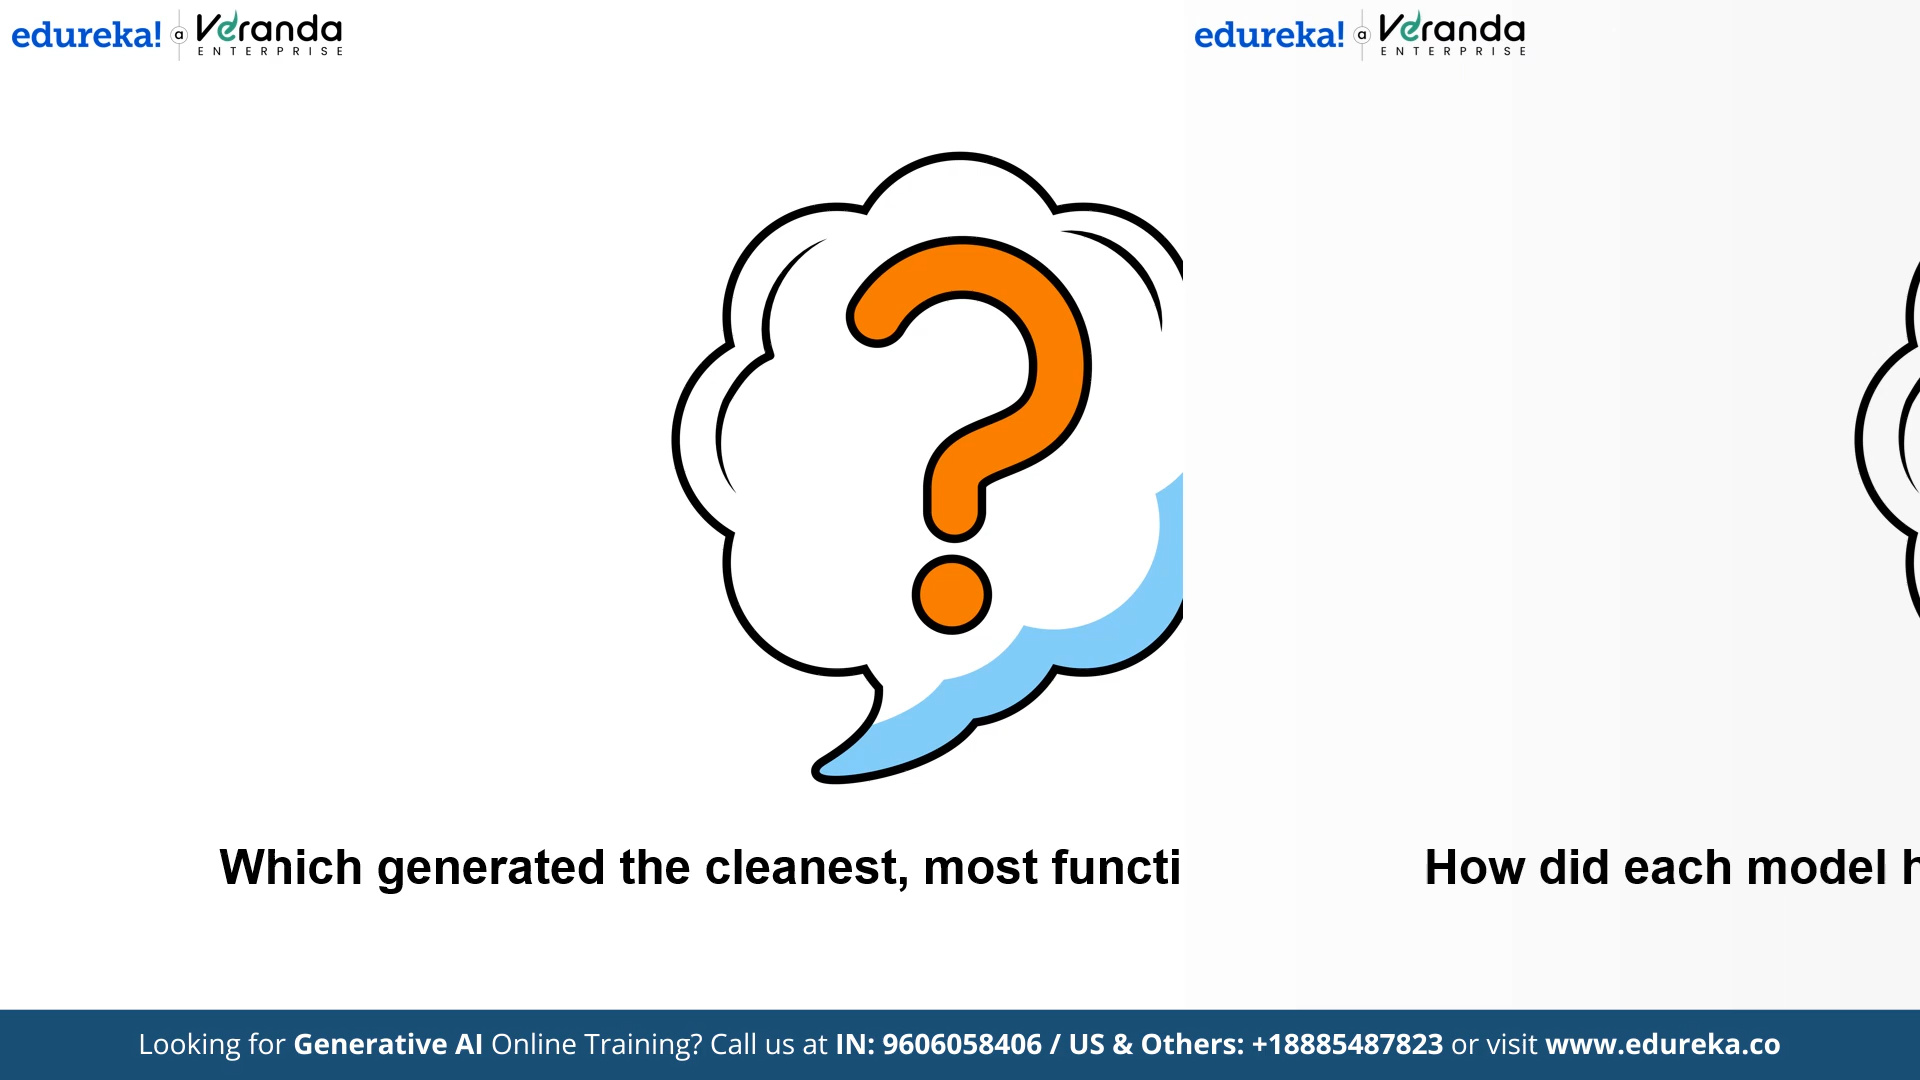 edureka! a Veranda
ENTERPRISE
edureka! a Veranda
ENTERPRISE
Which generated the cleanest, most functi
How did each model h
Looking for Generative AI Online Training? Call us at IN: 9606058406 / US & Others: +18885487823 or visit www.edureka.co